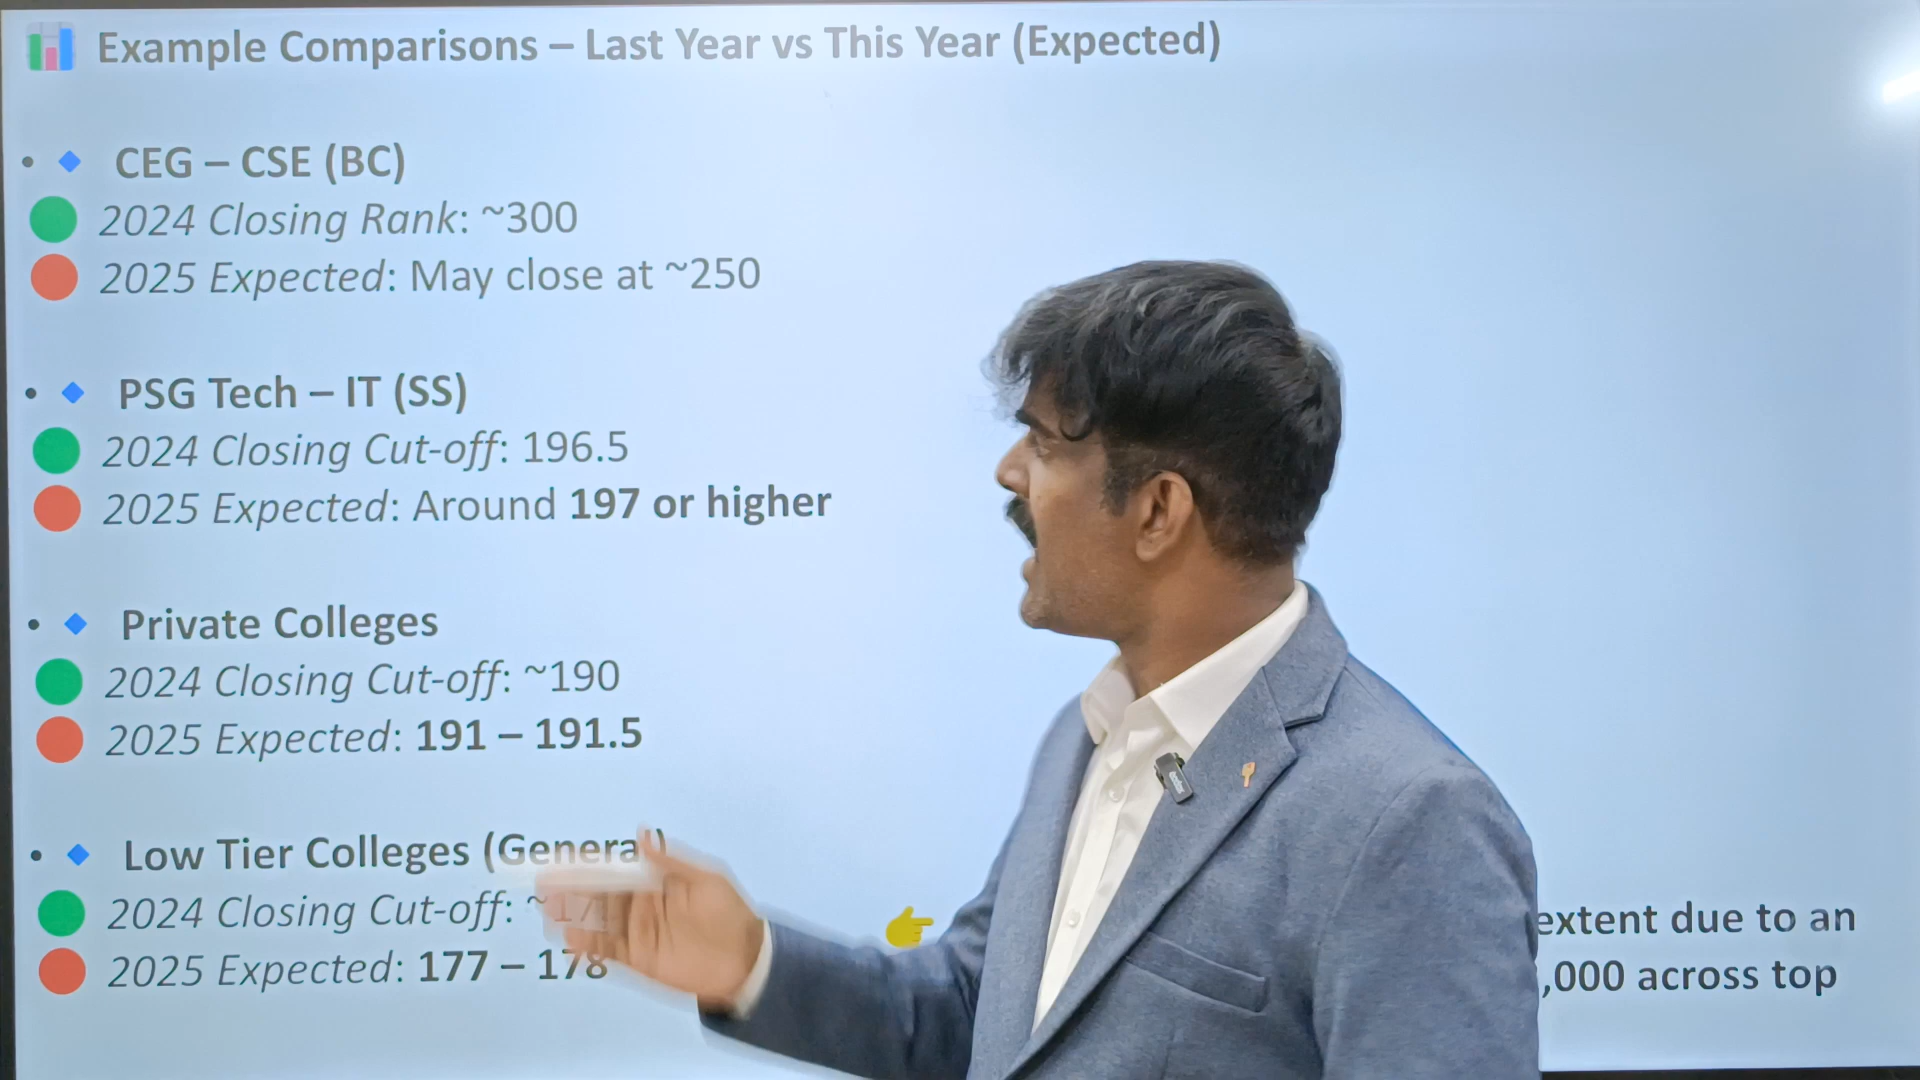 Example Comparisons – Last Year vs This Year (Expected)
• CEG – CSE (BC)
2024 Closing Rank: ~300
2025 Expected: May close at ~250
• PSG Tech – IT (SS)
2024 Closing Cut-off: 196.5
2025 Expected: Around 197 or higher
• Private Colleges
2024 Closing Cut-off: ~190
2025 Expected: 191 – 191.5
• Low Tier Colleges (General)
2024 Closing Cut-off:
2025 Expected: 177 – 178
extent due to an
,000 across top